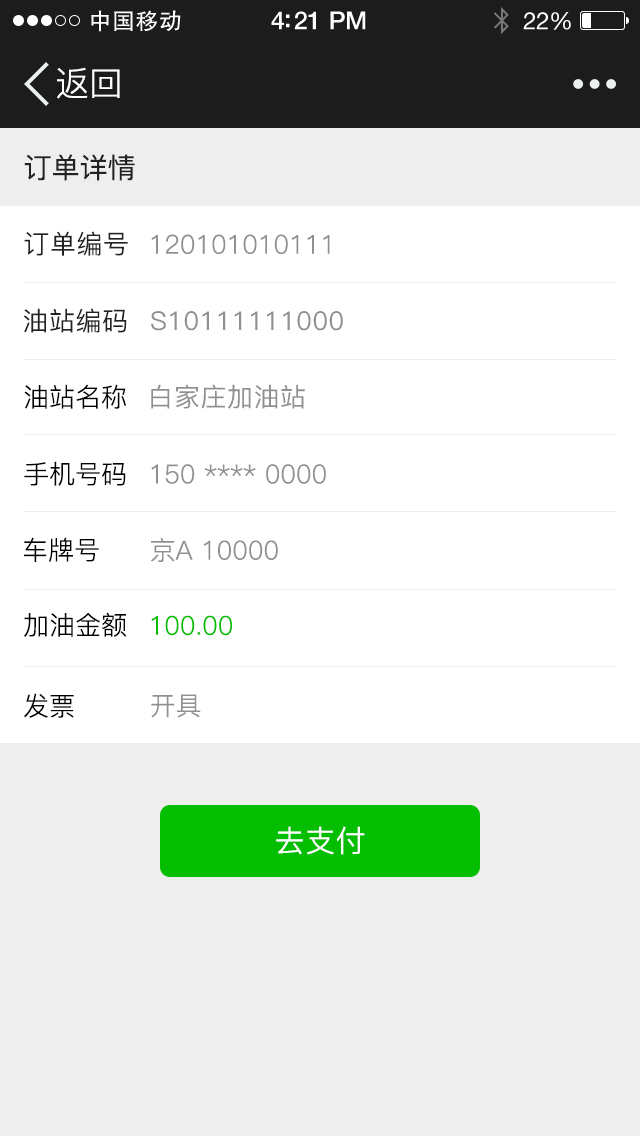 中国移动 4:21 PM 22%
返回
订单详情
订单编号 120101010111
油站编码 S10111111000
油站名称 白家庄加油站
手机号码 150 **** 0000
车牌号 京A 10000
加油金额 100.00
发票 开具
去支付